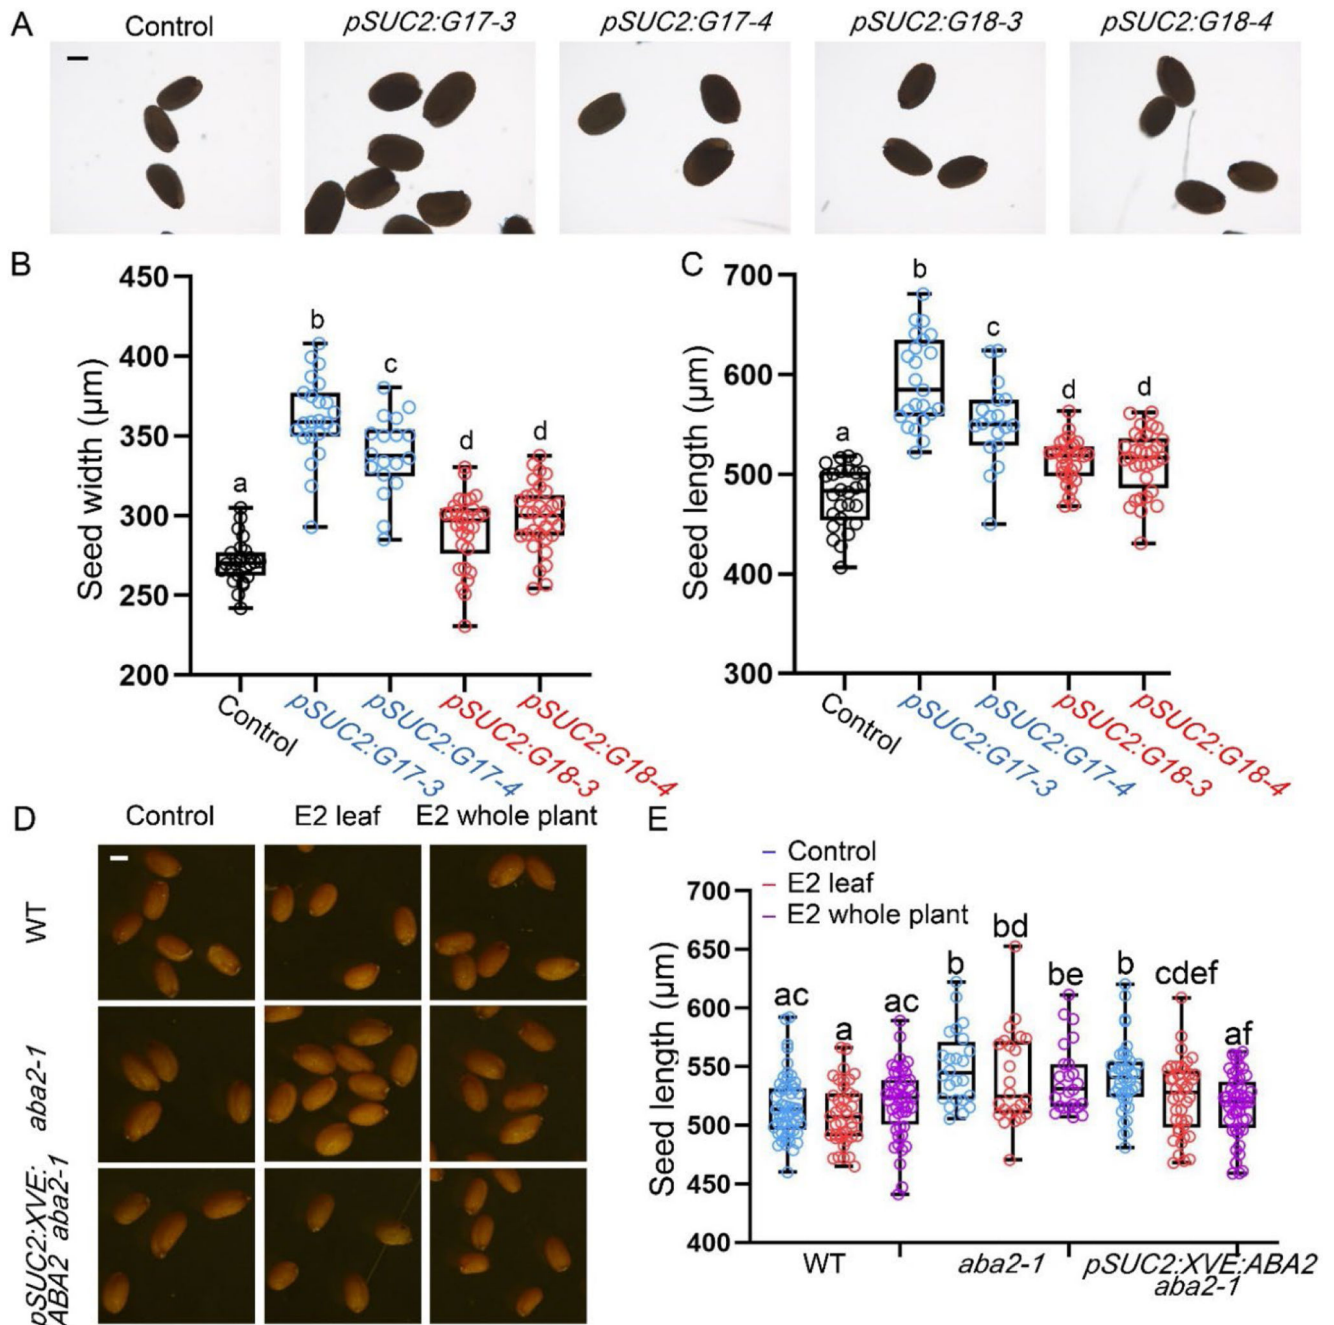 A
Control
pSUC2:G17-3
pSUC2:G17-4
pSUC2:G18-3
pSUC2:G18-4
B
450
400
350
300
250
200
Seed width (μm)
a
b
c
d
d
Control
pSUC2:G17-3
pSUC2:G17-4
pSUC2:G18-3
pSUC2:G18-4
C
700
600
500
400
300
Seed length (μm)
a
b
c
d
d
Control
pSUC2:G17-3
pSUC2:G17-4
pSUC2:G18-3
pSUC2:G18-4
D
Control
E2 leaf
E2 whole plant
WT
aba2-1
pSUC2:XVE:
ABA2 aba2-1
E
Control
E2 leaf
E2 whole plant
700
650
600
550
500
450
400
Seed length (μm)
ac
a
ac
b
bd
be
b
cdef
af
WT
aba2-1
pSUC2:XVE:ABA2
aba2-1